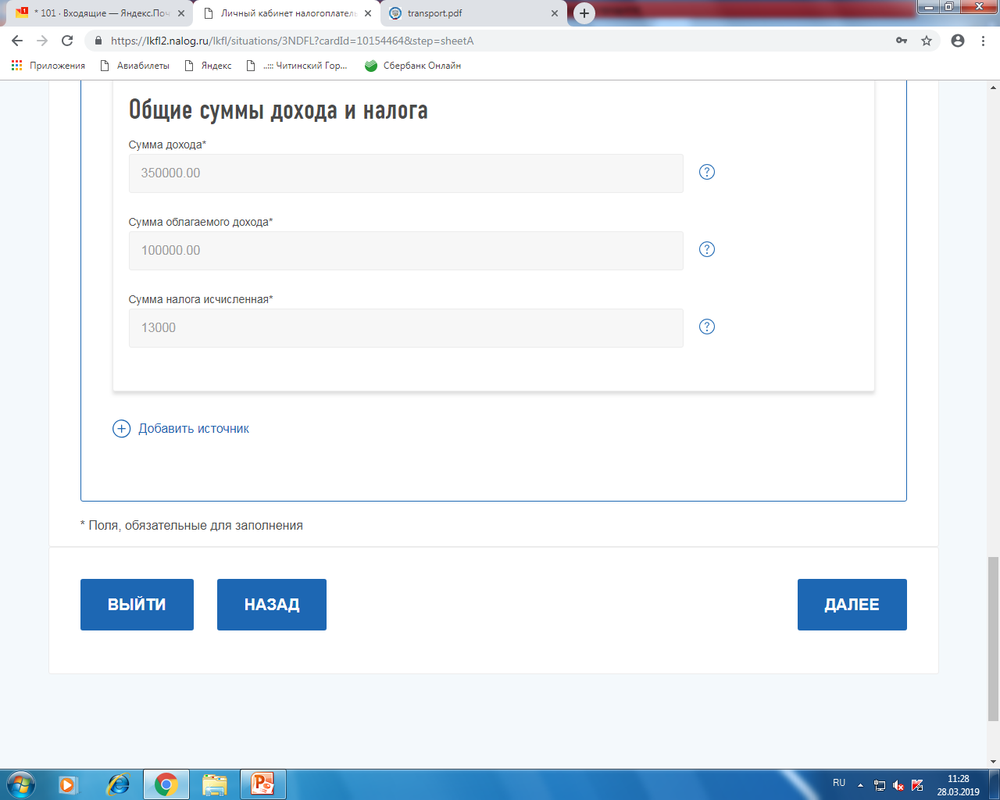 * 101 · Входящие — Яндекс.Поч
Личный кабинет налогоплатель
transport.pdf
https://lkfl2.nalog.ru/lkfl/situations/3NDFL?cardId=10154464&step=sheetA
Приложения
Авиабилеты
Яндекс
..::: Читинский Гор...
Сбербанк Онлайн
Общие суммы дохода и налога
Сумма дохода*
350000.00
?
Сумма облагаемого дохода*
100000.00
?
Сумма налога исчисленная*
13000
?
Добавить источник
* Поля, обязательные для заполнения
ВЫЙТИ
НАЗАД
ДАЛЕЕ
RU
11:28
28.03.2019